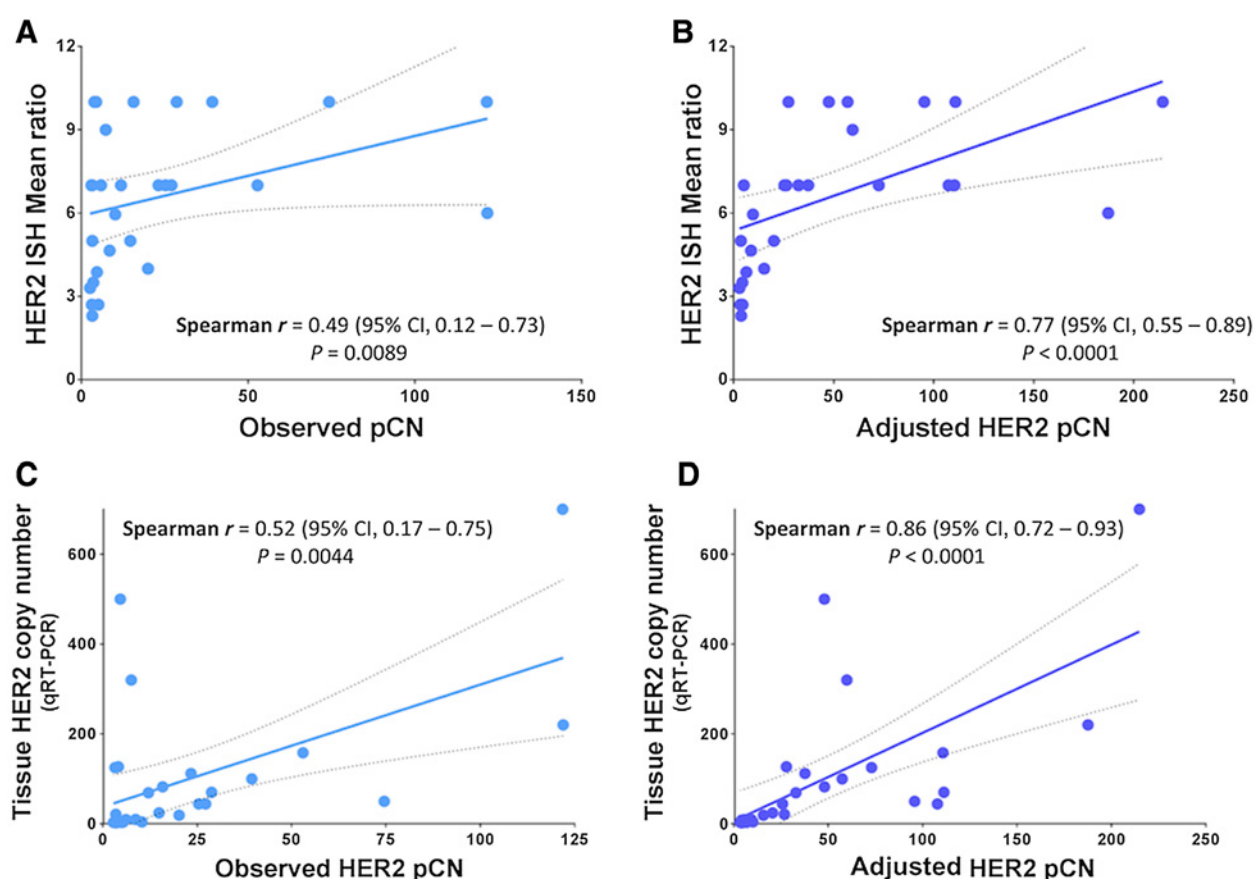 A
HER2 ISH Mean ratio
12
9
6
3
0
Spearman r = 0.49 (95% CI, 0.12 – 0.73)
P = 0.0089
0
50
100
150
Observed pCN
B
HER2 ISH Mean ratio
12
9
6
3
0
Spearman r = 0.77 (95% CI, 0.55 – 0.89)
P < 0.0001
0
50
100
150
200
250
Adjusted HER2 pCN
C
Tissue HER2 copy number
(qRT-PCR)
Spearman r = 0.52 (95% CI, 0.17 – 0.75)
P = 0.0044
600
400
200
0
0
25
50
75
100
125
Observed HER2 pCN
D
Tissue HER2 copy number
(qRT-PCR)
Spearman r = 0.86 (95% CI, 0.72 – 0.93)
P < 0.0001
600
400
200
0
0
50
100
150
200
250
Adjusted HER2 pCN